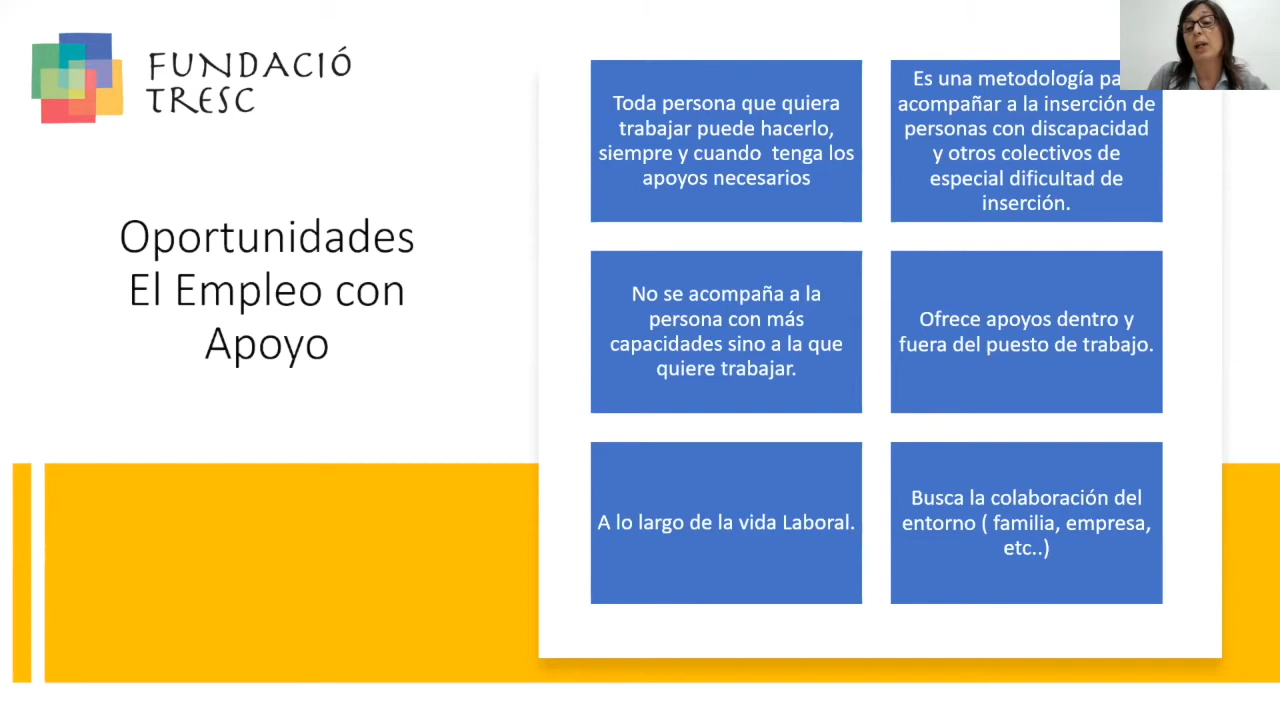 FUNDACIÓ
TRESC
Oportunidades
El Empleo con
Apoyo
Toda persona que quiera
trabajar puede hacerlo,
siempre y cuando tenga los
apoyos necesarios
Es una metodología
acompañar a la inserción de
personas con discapacidad
y otros colectivos de
especial dificultad de
inserción.
No se acompaña a la
persona con más
capacidades sino a la que
quiere trabajar.
Ofrece apoyos dentro y
fuera del puesto de trabajo.
A lo largo de la vida Laboral.
Busca la colaboración del
entorno ( familia, empresa,
etc..)